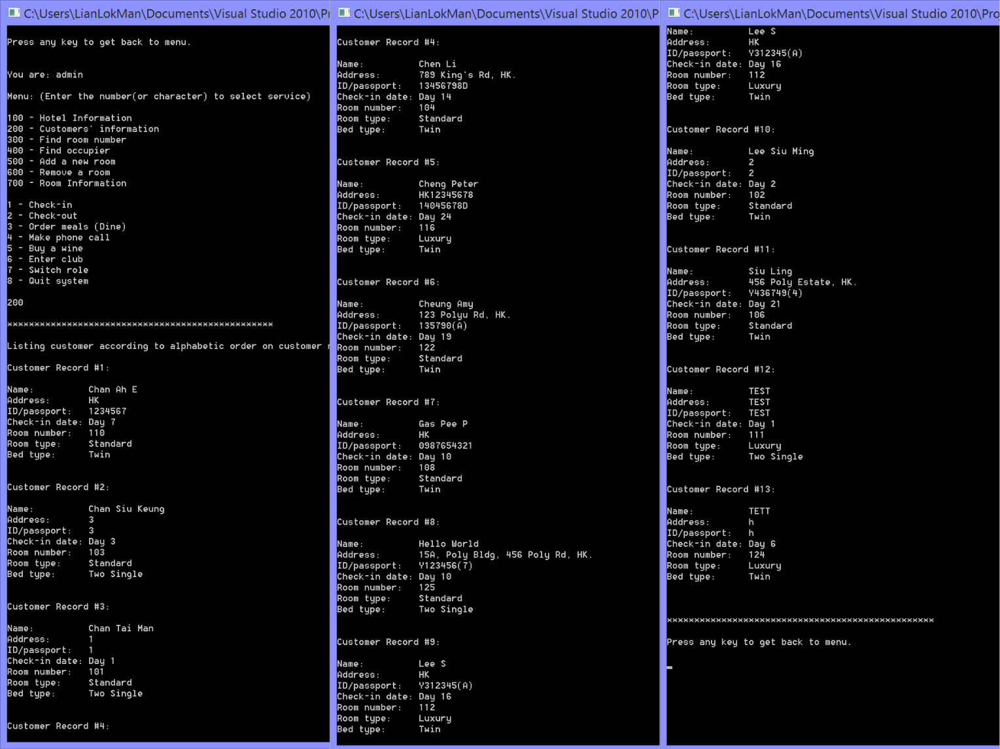 C:\Users\LianLokMan\Documents\Visual Studio 2010\Pr
Press any key to get back to menu.
You are: admin
Menu: (Enter the number(or character) to select service)
100 - Hotel Information
200 - Customers' information
300 - Find room number
400 - Find occupier
500 - Add a new room
600 - Remove a room
700 - Room Information
1 - Check-in
2 - Check-out
3 - Order meals (Dine)
4 - Make phone call
5 - Buy a wine
6 - Enter club
7 - Switch role
8 - Quit system
200
*************************************************
Listing customer according to alphabetic order on customer
Customer Record #1:
Name: Chan Ah E
Address: HK
ID/passport: 1234567
Check-in date: Day 7
Room number: 110
Room type: Standard
Bed type: Twin
Customer Record #2:
Name: Chan Siu Keung
Address: 3
ID/passport: 3
Check-in date: Day 3
Room number: 103
Room type: Standard
Bed type: Two Single
Customer Record #3:
Name: Chan Tai Man
Address: 1
ID/passport: 1
Check-in date: Day 1
Room number: 101
Room type: Standard
Bed type: Two Single
Customer Record #4:
C:\Users\LianLokMan\Documents\Visual Studio 2010\P
Customer Record #4:
Name: Chen Li
Address: 789 King's Rd, HK.
ID/passport: 13456798D
Check-in date: Day 14
Room number: 104
Room type: Standard
Bed type: Twin
Customer Record #5:
Name: Cheng Peter
Address: HK12345678
ID/passport: 14045678D
Check-in date: Day 24
Room number: 116
Room type: Luxury
Bed type: Twin
Customer Record #6:
Name: Cheung Amy
Address: 123 Polyu Rd, HK.
ID/passport: 135790(A)
Check-in date: Day 19
Room number: 122
Room type: Standard
Bed type: Twin
Customer Record #7:
Name: Gas Pee P
Address: HK
ID/passport: 0987654321
Check-in date: Day 10
Room number: 108
Room type: Standard
Bed type: Twin
Customer Record #8:
Name: Hello World
Address: 15A, Poly Bldg, 456 Poly Rd, HK.
ID/passport: Y123456(7)
Check-in date: Day 10
Room number: 125
Room type: Standard
Bed type: Two Single
Customer Record #9:
Name: Lee S
Address: HK
ID/passport: Y312345(A)
Check-in date: Day 16
Room number: 112
Room type: Luxury
Bed type: Twin
C:\Users\LianLokMan\Documents\Visual Studio 2010\Pro
Name: Lee S
Address: HK
ID/passport: Y312345(A)
Check-in date: Day 16
Room number: 112
Room type: Luxury
Bed type: Twin
Customer Record #10:
Name: Lee Siu Ming
Address: 2
ID/passport: 2
Check-in date: Day 2
Room number: 102
Room type: Standard
Bed type: Twin
Customer Record #11:
Name: Siu Ling
Address: 456 Poly Estate, HK.
ID/passport: Y436749(4)
Check-in date: Day 21
Room number: 106
Room type: Standard
Bed type: Twin
Customer Record #12:
Name: TEST
Address: TEST
ID/passport: TEST
Check-in date: Day 1
Room number: 111
Room type: Luxury
Bed type: Two Single
Customer Record #13:
Name: TETT
Address: h
ID/passport: h
Check-in date: Day 6
Room number: 124
Room type: Luxury
Bed type: Twin
*************************************************
Press any key to get back to menu.